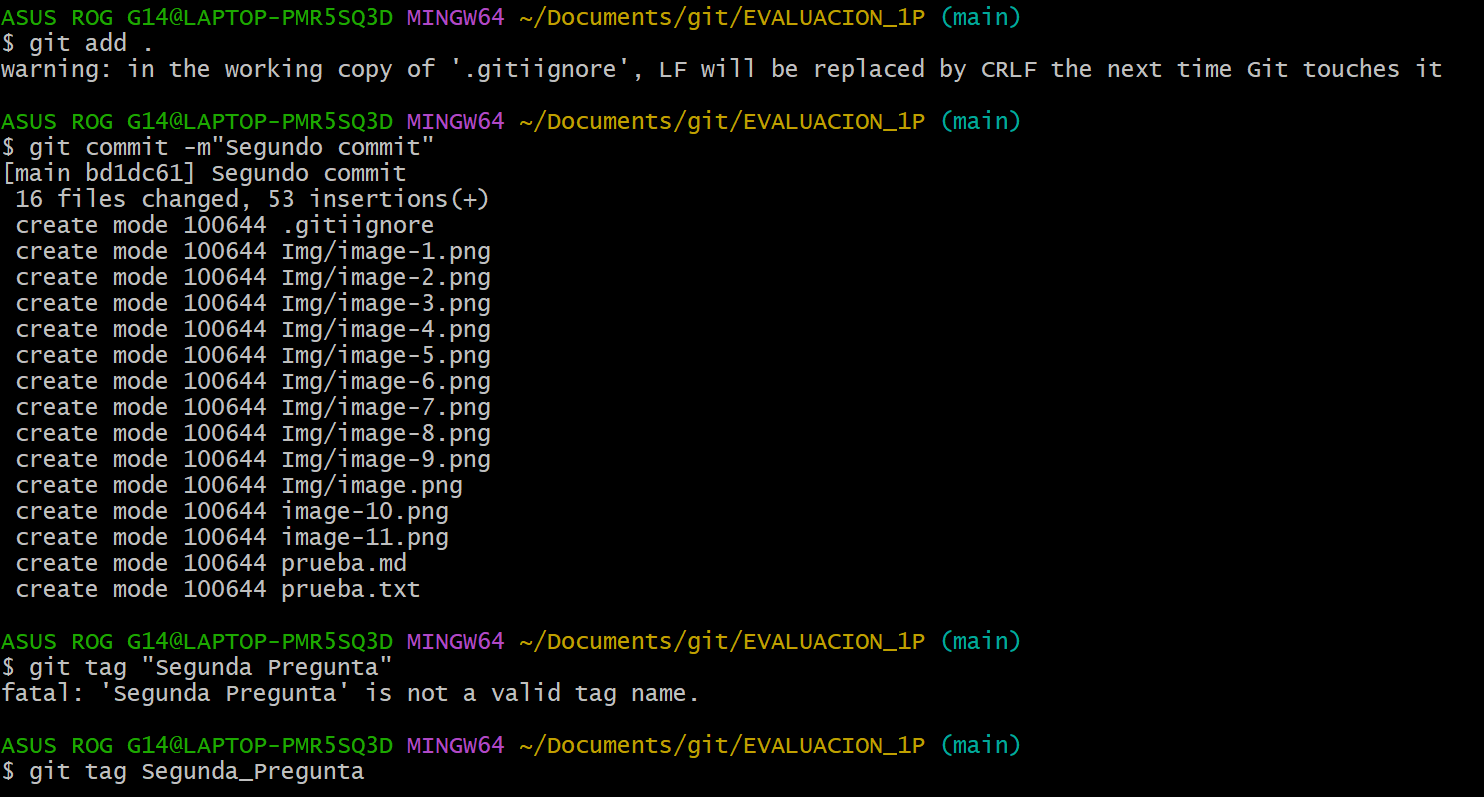 ASUS ROG G14@LAPTOP-PMR5SQ3D MINGW64 ~/Documents/git/EVALUACION_1P (main)
$ git add .
warning: in the working copy of '.gitiignore', LF will be replaced by CRLF the next time Git touches it
ASUS ROG G14@LAPTOP-PMR5SQ3D MINGW64 ~/Documents/git/EVALUACION_1P (main)
$ git commit -m"Segundo commit"
[main bd1dc61] Segundo commit
16 files changed, 53 insertions(+)
create mode 100644 .gitiignore
create mode 100644 Img/image-1.png
create mode 100644 Img/image-2.png
create mode 100644 Img/image-3.png
create mode 100644 Img/image-4.png
create mode 100644 Img/image-5.png
create mode 100644 Img/image-6.png
create mode 100644 Img/image-7.png
create mode 100644 Img/image-8.png
create mode 100644 Img/image-9.png
create mode 100644 Img/image.png
create mode 100644 image-10.png
create mode 100644 image-11.png
create mode 100644 prueba.md
create mode 100644 prueba.txt
ASUS ROG G14@LAPTOP-PMR5SQ3D MINGW64 ~/Documents/git/EVALUACION_1P (main)
$ git tag "Segunda Pregunta"
fatal: 'Segunda Pregunta' is not a valid tag name.
ASUS ROG G14@LAPTOP-PMR5SQ3D MINGW64 ~/Documents/git/EVALUACION_1P (main)
$ git tag Segunda_Pregunta